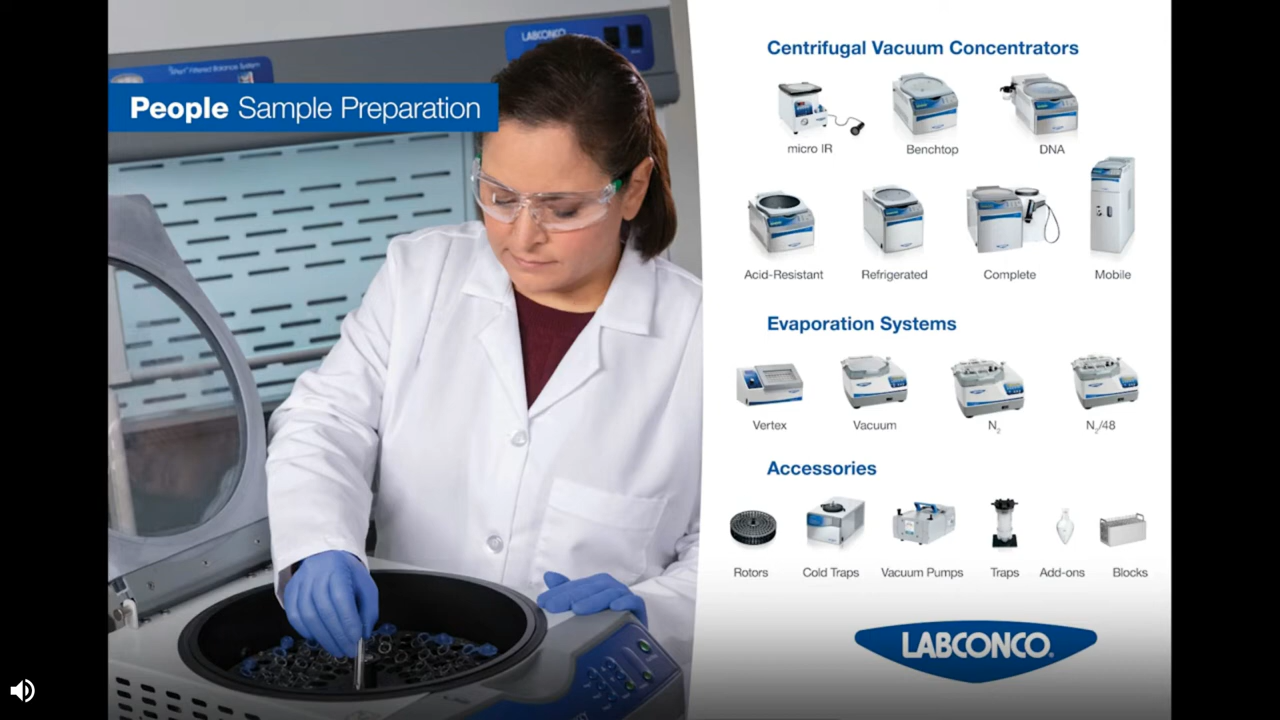 LABCONCO
People Sample Preparation
Centrifugal Vacuum Concentrators
micro IR
Benchtop
DNA
Acid-Resistant
Refrigerated
Complete
Mobile
Evaporation Systems
Vertex
Vacuum
N₂
N₂/48
Accessories
Rotors
Cold Traps
Vacuum Pumps
Traps
Add-ons
Blocks
LABCONCO®